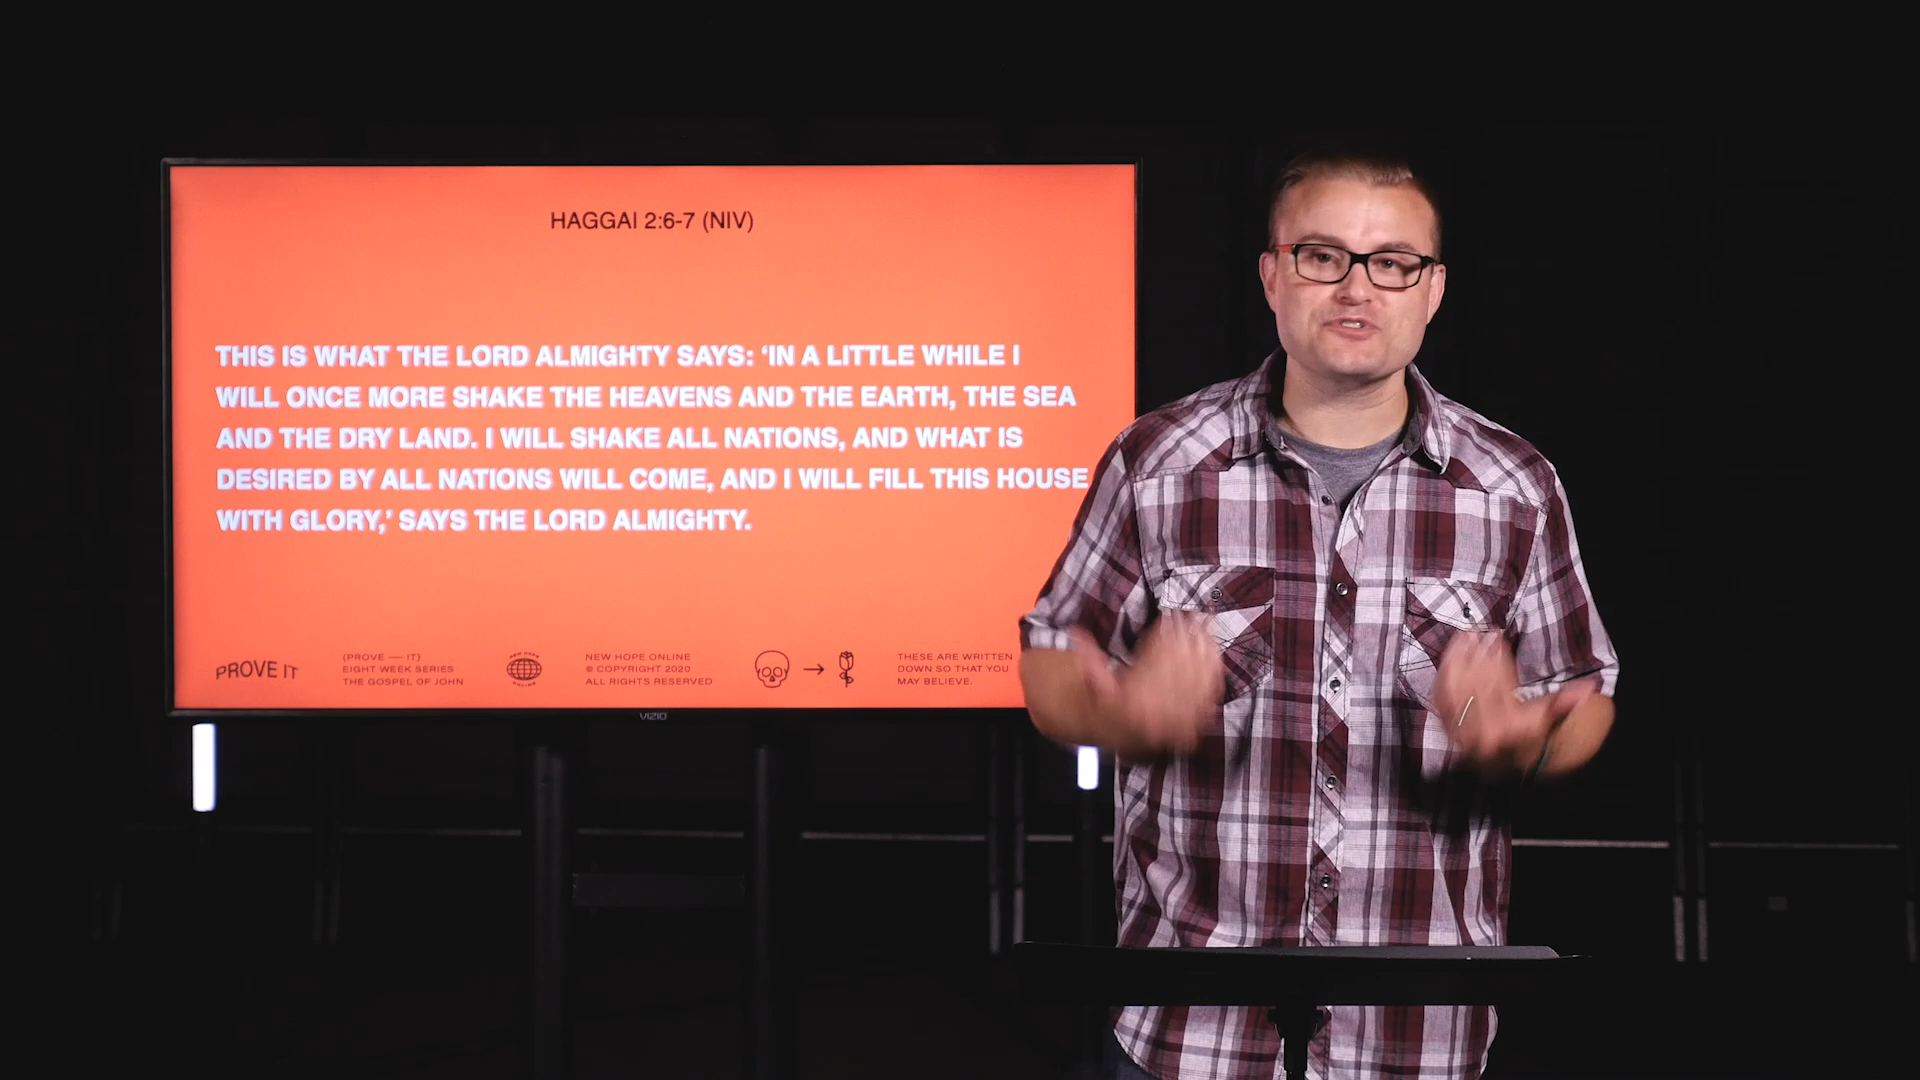 HAGGAI 2:6-7 (NIV)
THIS IS WHAT THE LORD ALMIGHTY SAYS: ‘IN A LITTLE WHILE I
WILL ONCE MORE SHAKE THE HEAVENS AND THE EARTH, THE SEA
AND THE DRY LAND. I WILL SHAKE ALL NATIONS, AND WHAT IS
DESIRED BY ALL NATIONS WILL COME, AND I WILL FILL THIS HOUSE
WITH GLORY,’ SAYS THE LORD ALMIGHTY.
PROVE IT
(PROVE — IT)
EIGHT WEEK SERIES
THE GOSPEL OF JOHN
NEW HOPE
ONLINE
NEW HOPE ONLINE
© COPYRIGHT 2020
ALL RIGHTS RESERVED
THESE ARE WRITTEN
DOWN SO THAT YOU
MAY BELIEVE.
VIZIO